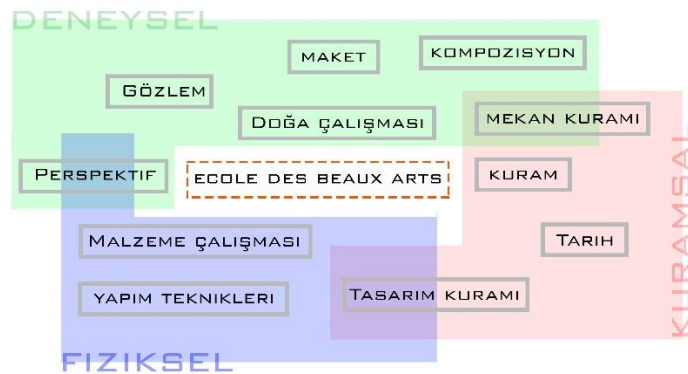 DENEYSEL
MAKET
KOMPOZISYON
GÖZLEM
DOĞA ÇALIŞMASI
MEKAN KURAMI
PERSPEKTIF
ECOLE DES BEAUX ARTS
KURAM
MALZEME ÇALIŞMASI
TARIH
YAPIM TEKNIKLERI
TASARIM KURAMI
KURAMSAL
FIZIKSEL